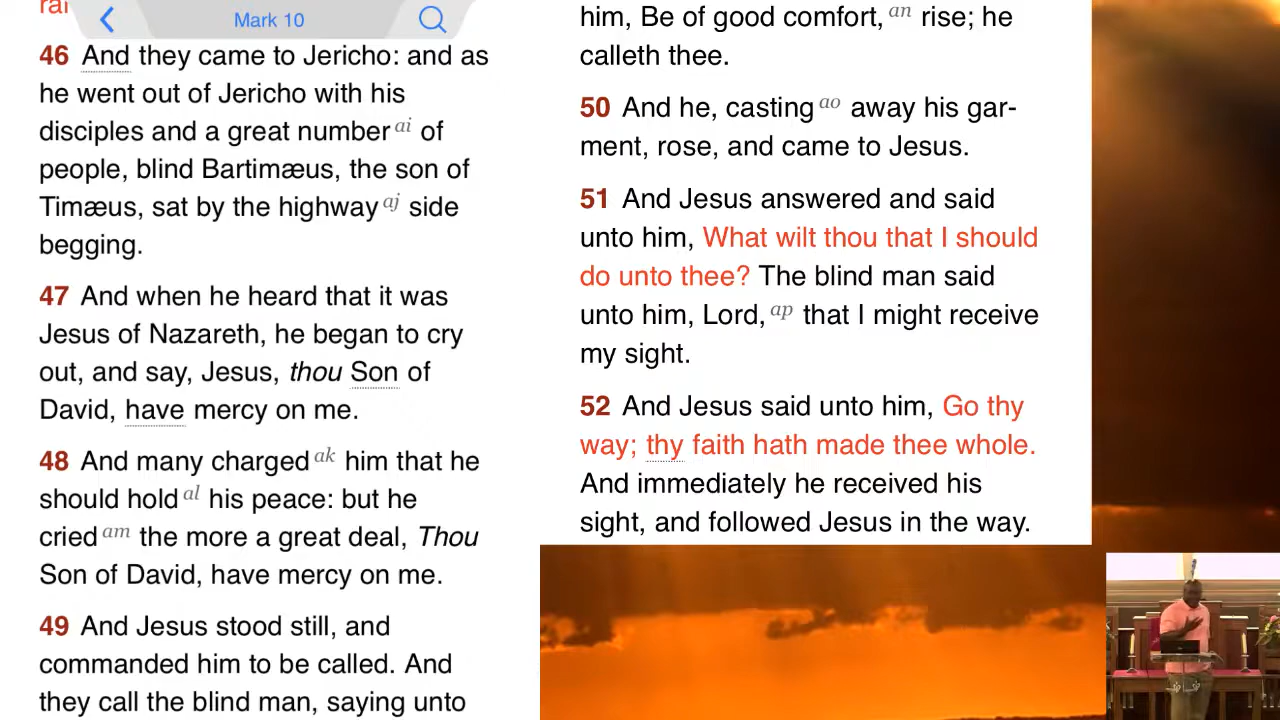 rai
Mark 10
46 And they came to Jericho: and as
he went out of Jericho with his
disciples and a great number ai of
people, blind Bartimæus, the son of
Timæus, sat by the highway aj side
begging.
47 And when he heard that it was
Jesus of Nazareth, he began to cry
out, and say, Jesus, thou Son of
David, have mercy on me.
48 And many charged ak him that he
should hold al his peace: but he
cried am the more a great deal, Thou
Son of David, have mercy on me.
49 And Jesus stood still, and
commanded him to be called. And
they call the blind man, saying unto
him, Be of good comfort, an rise; he
calleth thee.
50 And he, casting ao away his gar-
ment, rose, and came to Jesus.
51 And Jesus answered and said
unto him, What wilt thou that I should
do unto thee? The blind man said
unto him, Lord, ap that I might receive
my sight.
52 And Jesus said unto him, Go thy
way; thy faith hath made thee whole.
And immediately he received his
sight, and followed Jesus in the way.